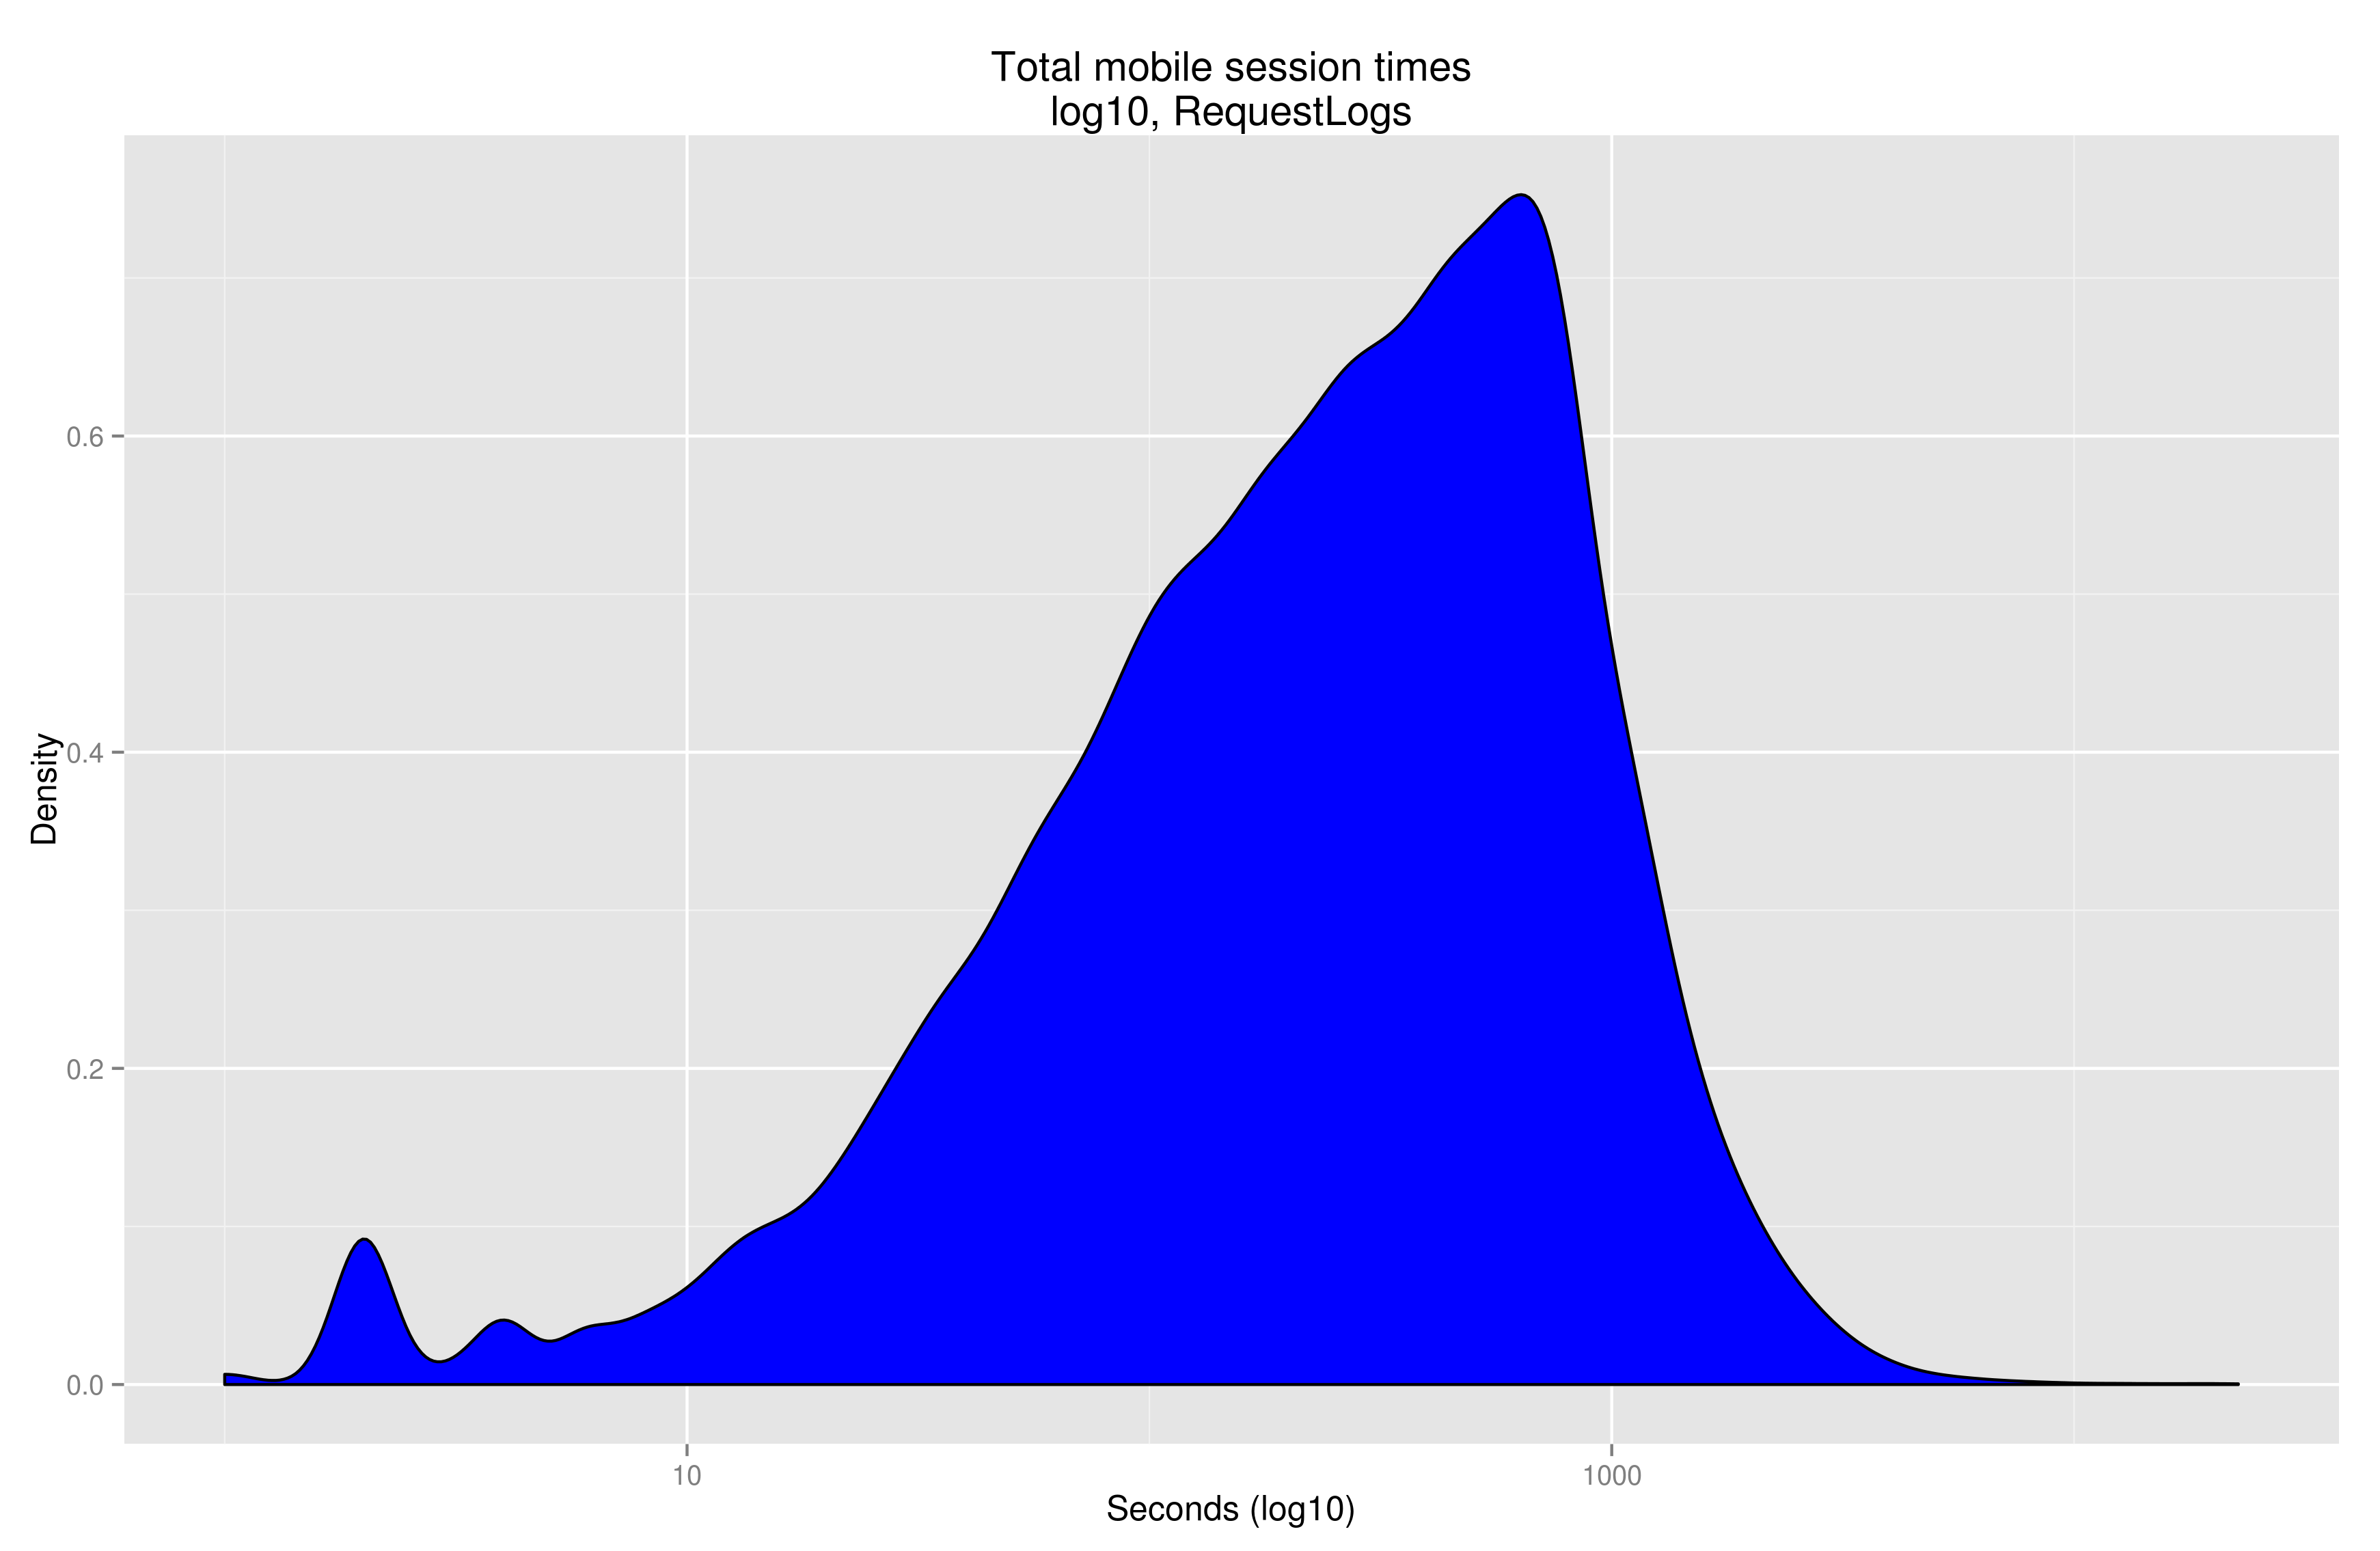 Total mobile session times
log10, RequestLogs
Density
0.6
0.4
0.2
0.0
10
1000
Seconds (log10)